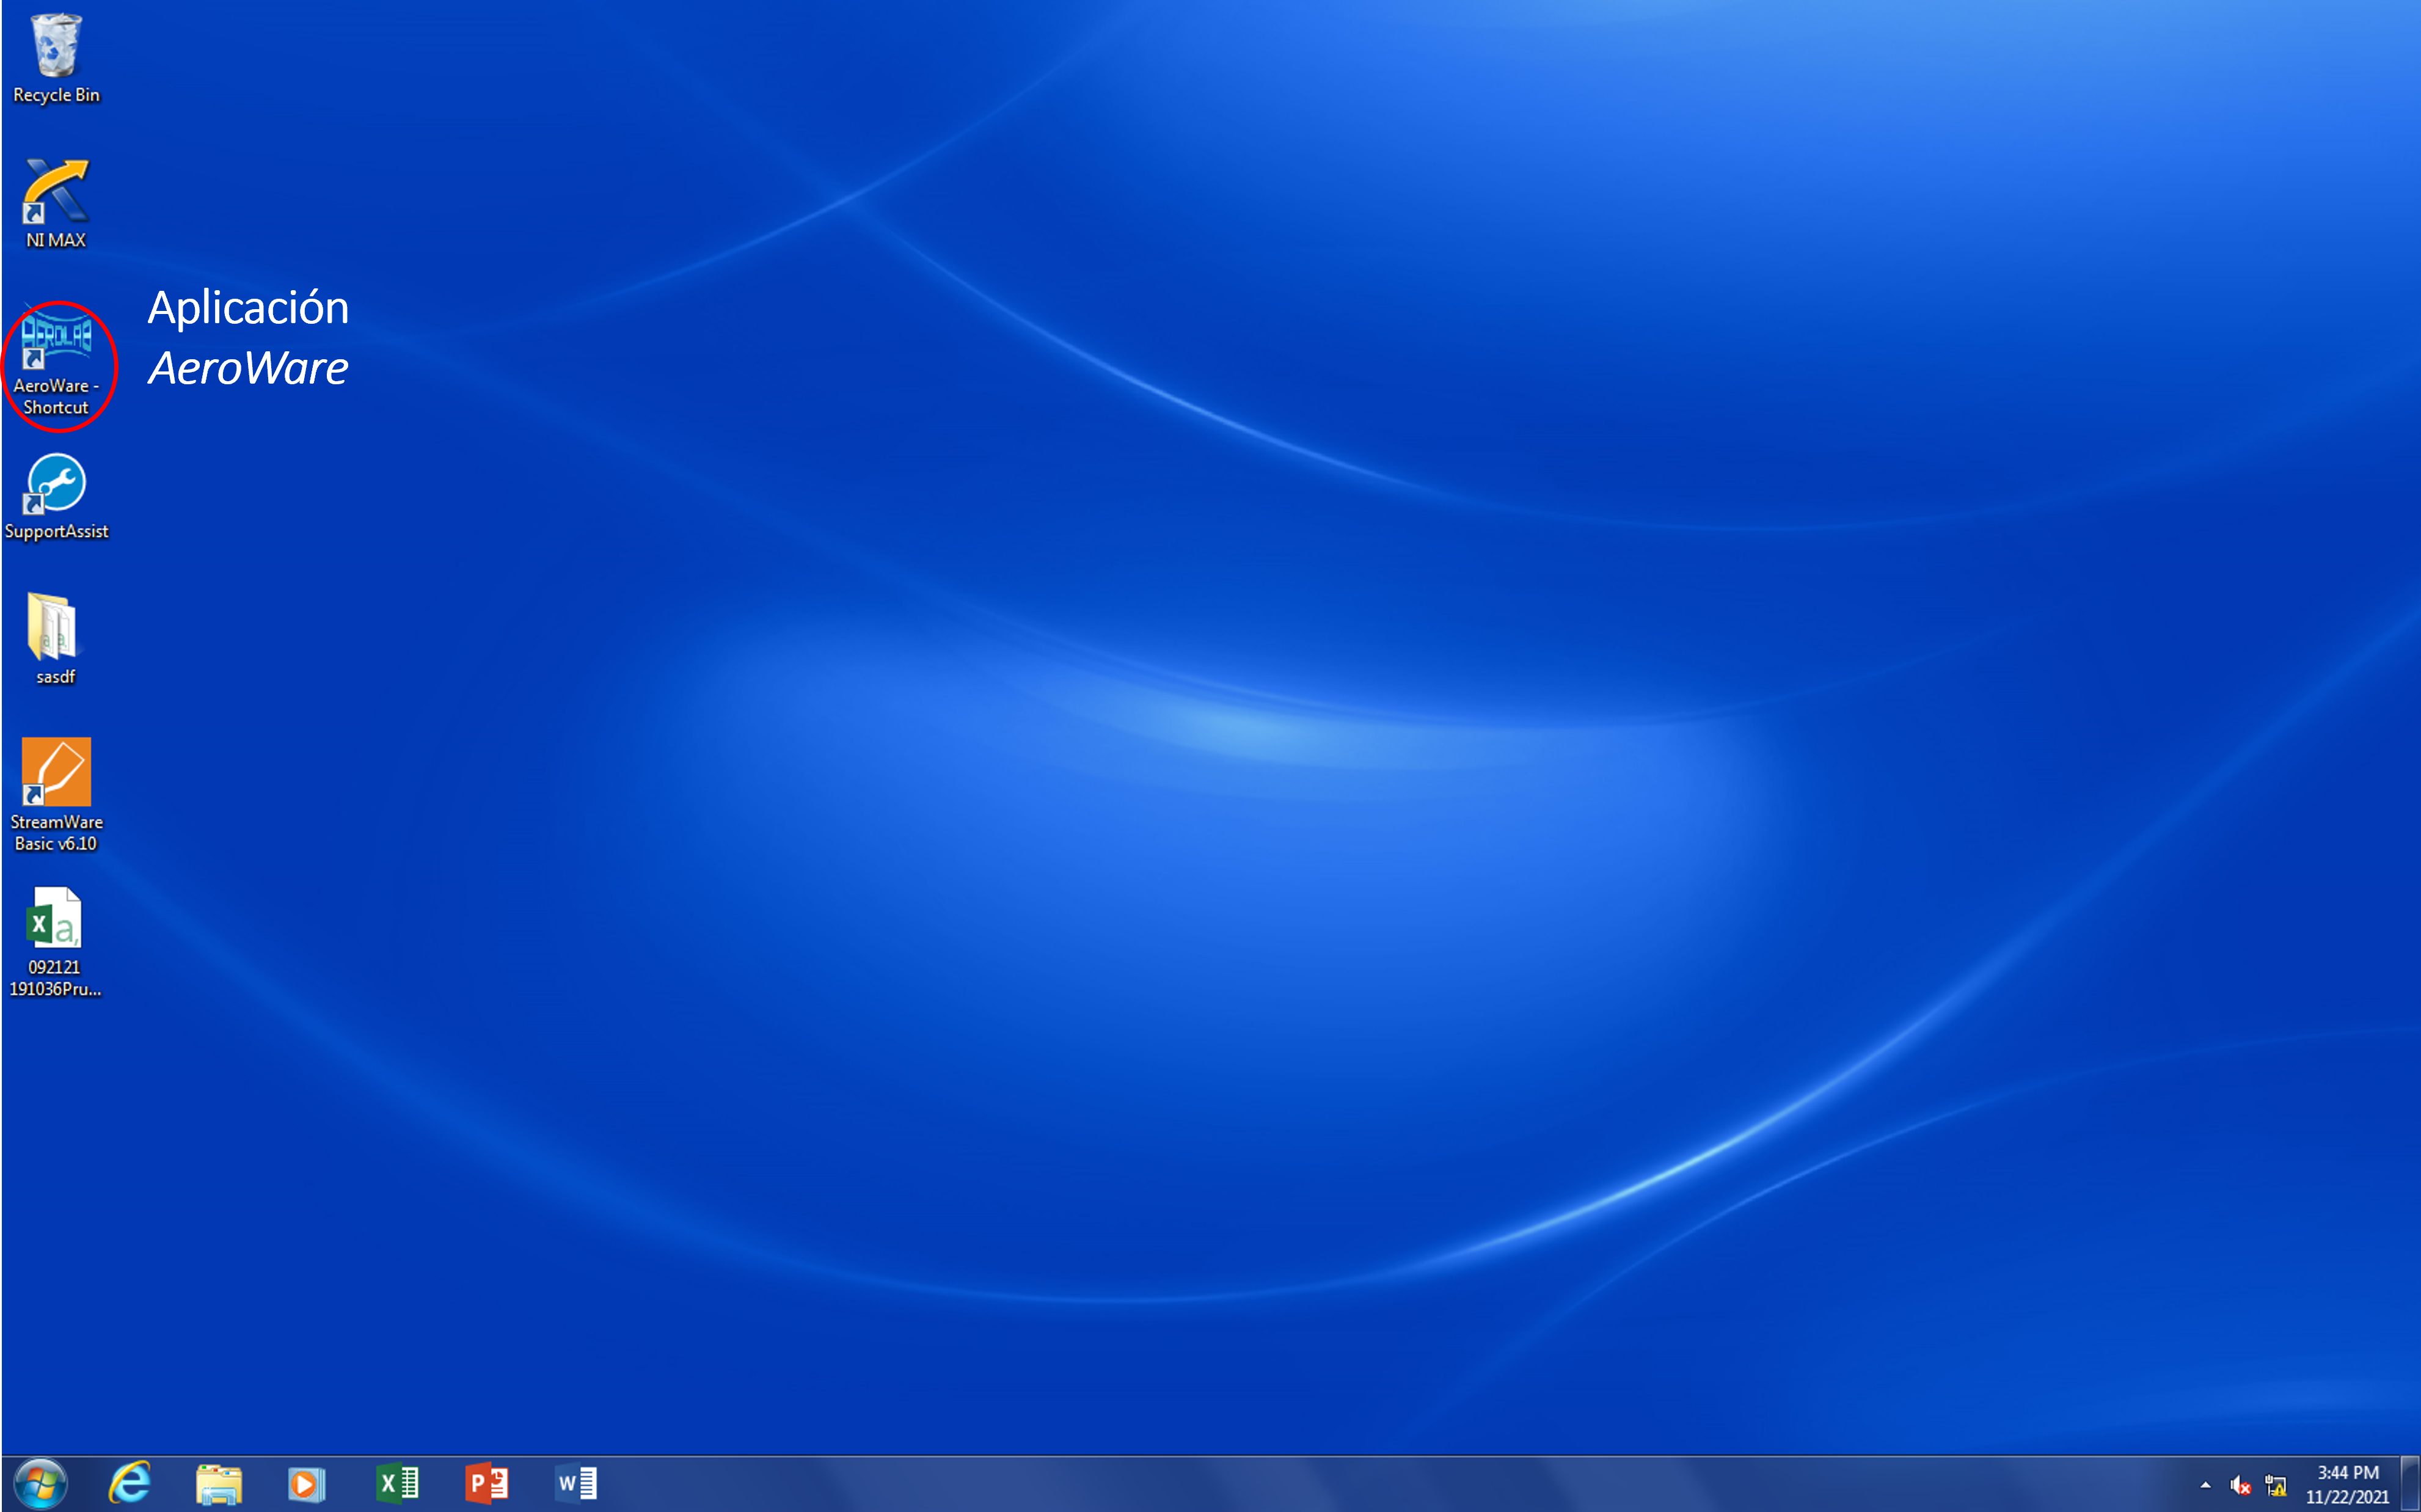 Recycle Bin
NI MAX
AEROLAB
AeroWare -
Shortcut
Aplicación
AeroWare
SupportAssist
a a,
sasdf
StreamWare
Basic v6.10
X a,
092121
191036Pru...
X
P
W
3:44 PM
11/22/2021